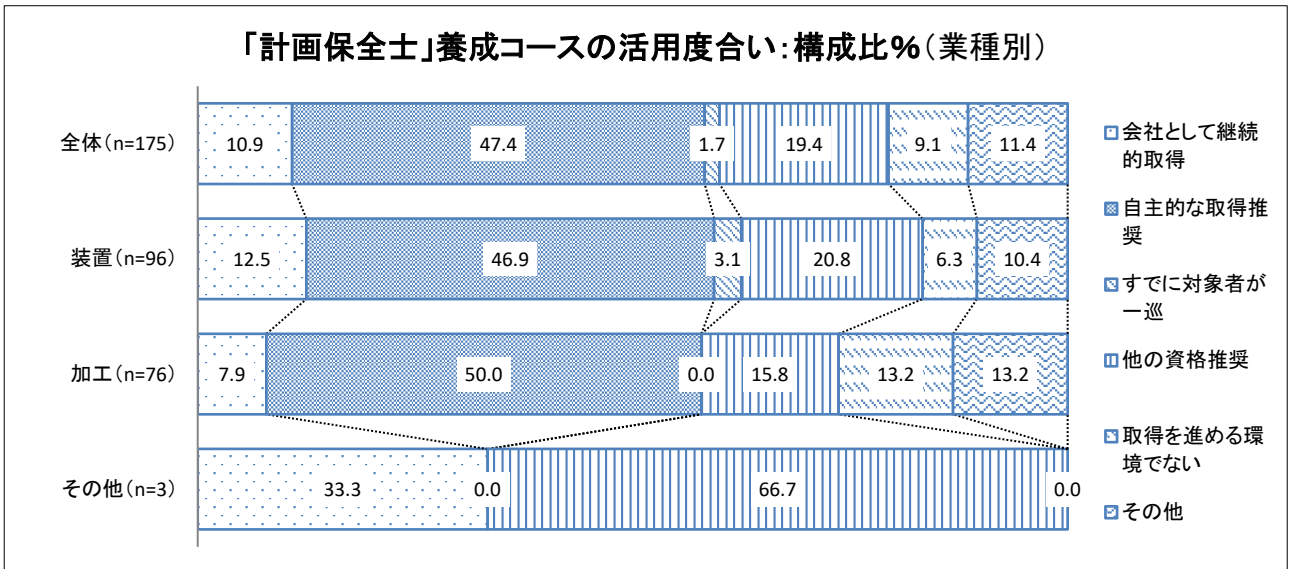 「計画保全士」養成コースの活用度合い:構成比%(業種別)
全体(n=175)
10.9
47.4
1.7
19.4
9.1
11.4
装置(n=96)
12.5
46.9
3.1
20.8
6.3
10.4
加工(n=76)
7.9
50.0
0.0
15.8
13.2
13.2
その他(n=3)
33.3
0.0
66.7
0.0
会社として継続
的取得
自主的な取得推
奨
すでに対象者が
一巡
他の資格推奨
取得を進める環
境でない
その他